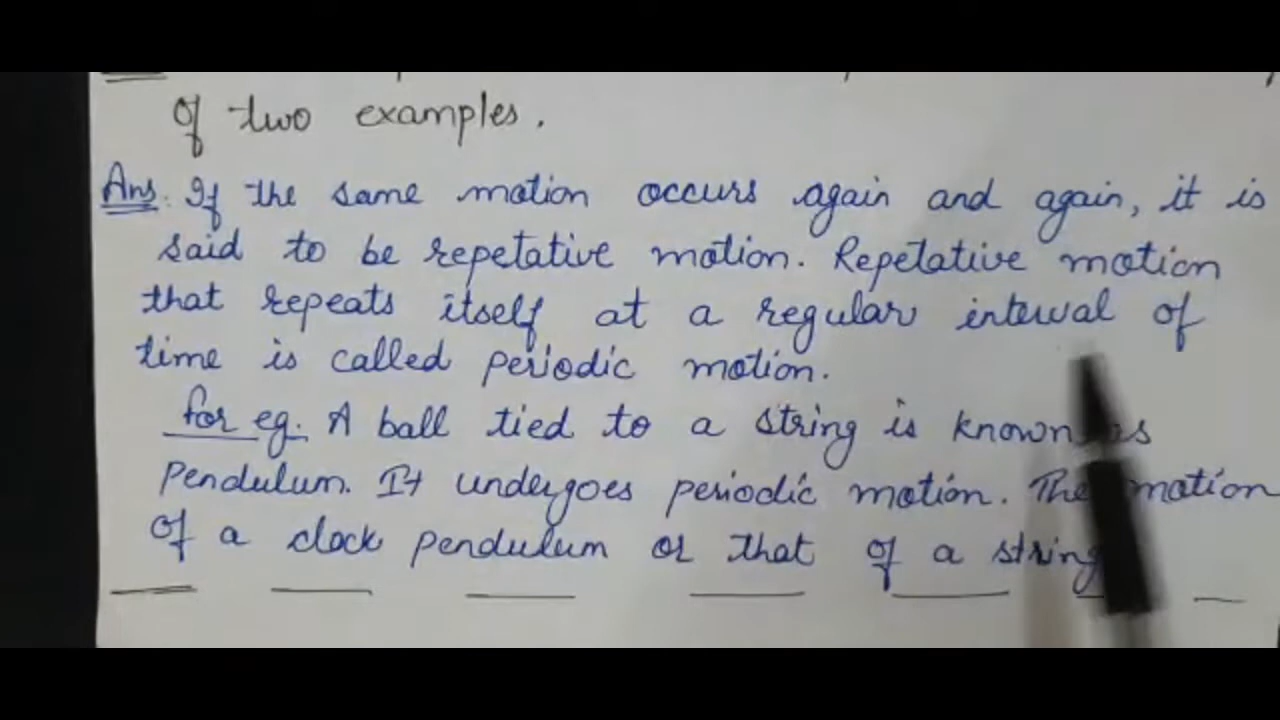 of two examples.
Ans. If the same motion occurs again and again, it is
said to be repetative motion. Repetative motion
that repeats itself at a regular interval of
time is called periodic motion.
for eg. A ball tied to a string is known as
Pendulum. It undergoes periodic motion. The motion
of a clock pendulum or that of a string